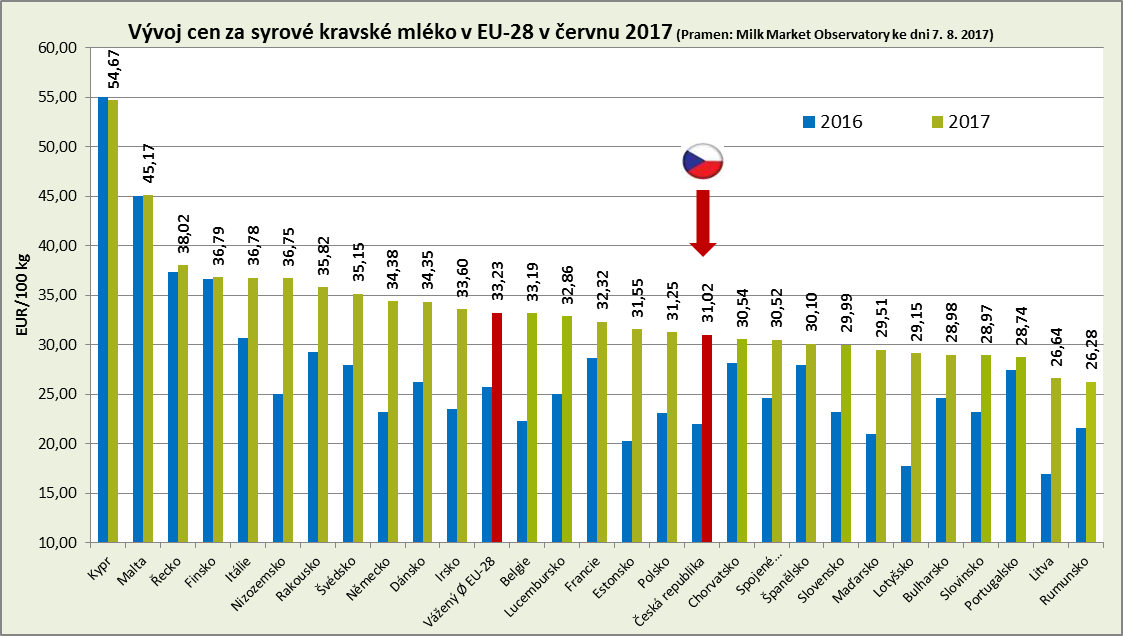 Vývoj cen za syrové kravské mléko v EU-28 v červnu 2017 (Pramen: Milk Market Observatory ke dni 7. 8. 2017)
EUR/100 kg
60,00
55,00
50,00
45,00
40,00
35,00
30,00
25,00
20,00
15,00
10,00
2016
2017
54,67
45,17
38,02
36,79
36,78
36,75
35,82
35,15
34,38
34,35
33,60
33,23
33,19
32,86
32,32
31,55
31,25
31,02
30,54
30,52
30,10
29,99
29,51
29,15
28,98
28,97
28,74
26,64
26,28
Kypr
Malta
Řecko
Finsko
Itálie
Nizozemsko
Rakousko
Švédsko
Německo
Dánsko
Irsko
Vážený Ø EU-28
Belgie
Lucembursko
Francie
Estonsko
Polsko
Česká republika
Chorvatsko
Spojené...
Španělsko
Slovensko
Maďarsko
Lotyšsko
Bulharsko
Slovinsko
Portugalsko
Litva
Rumunsko